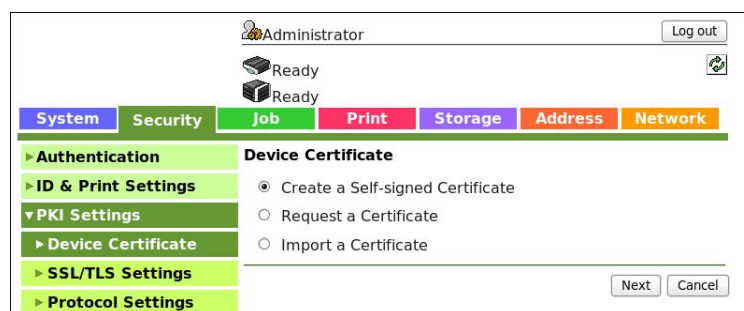 Administrator
Log out
Ready
Ready
System Security Job Print Storage Address Network
Authentication
ID & Print Settings
PKI Settings
Device Certificate
SSL/TLS Settings
Protocol Settings
Device Certificate
Create a Self-signed Certificate
Request a Certificate
Import a Certificate
Next Cancel